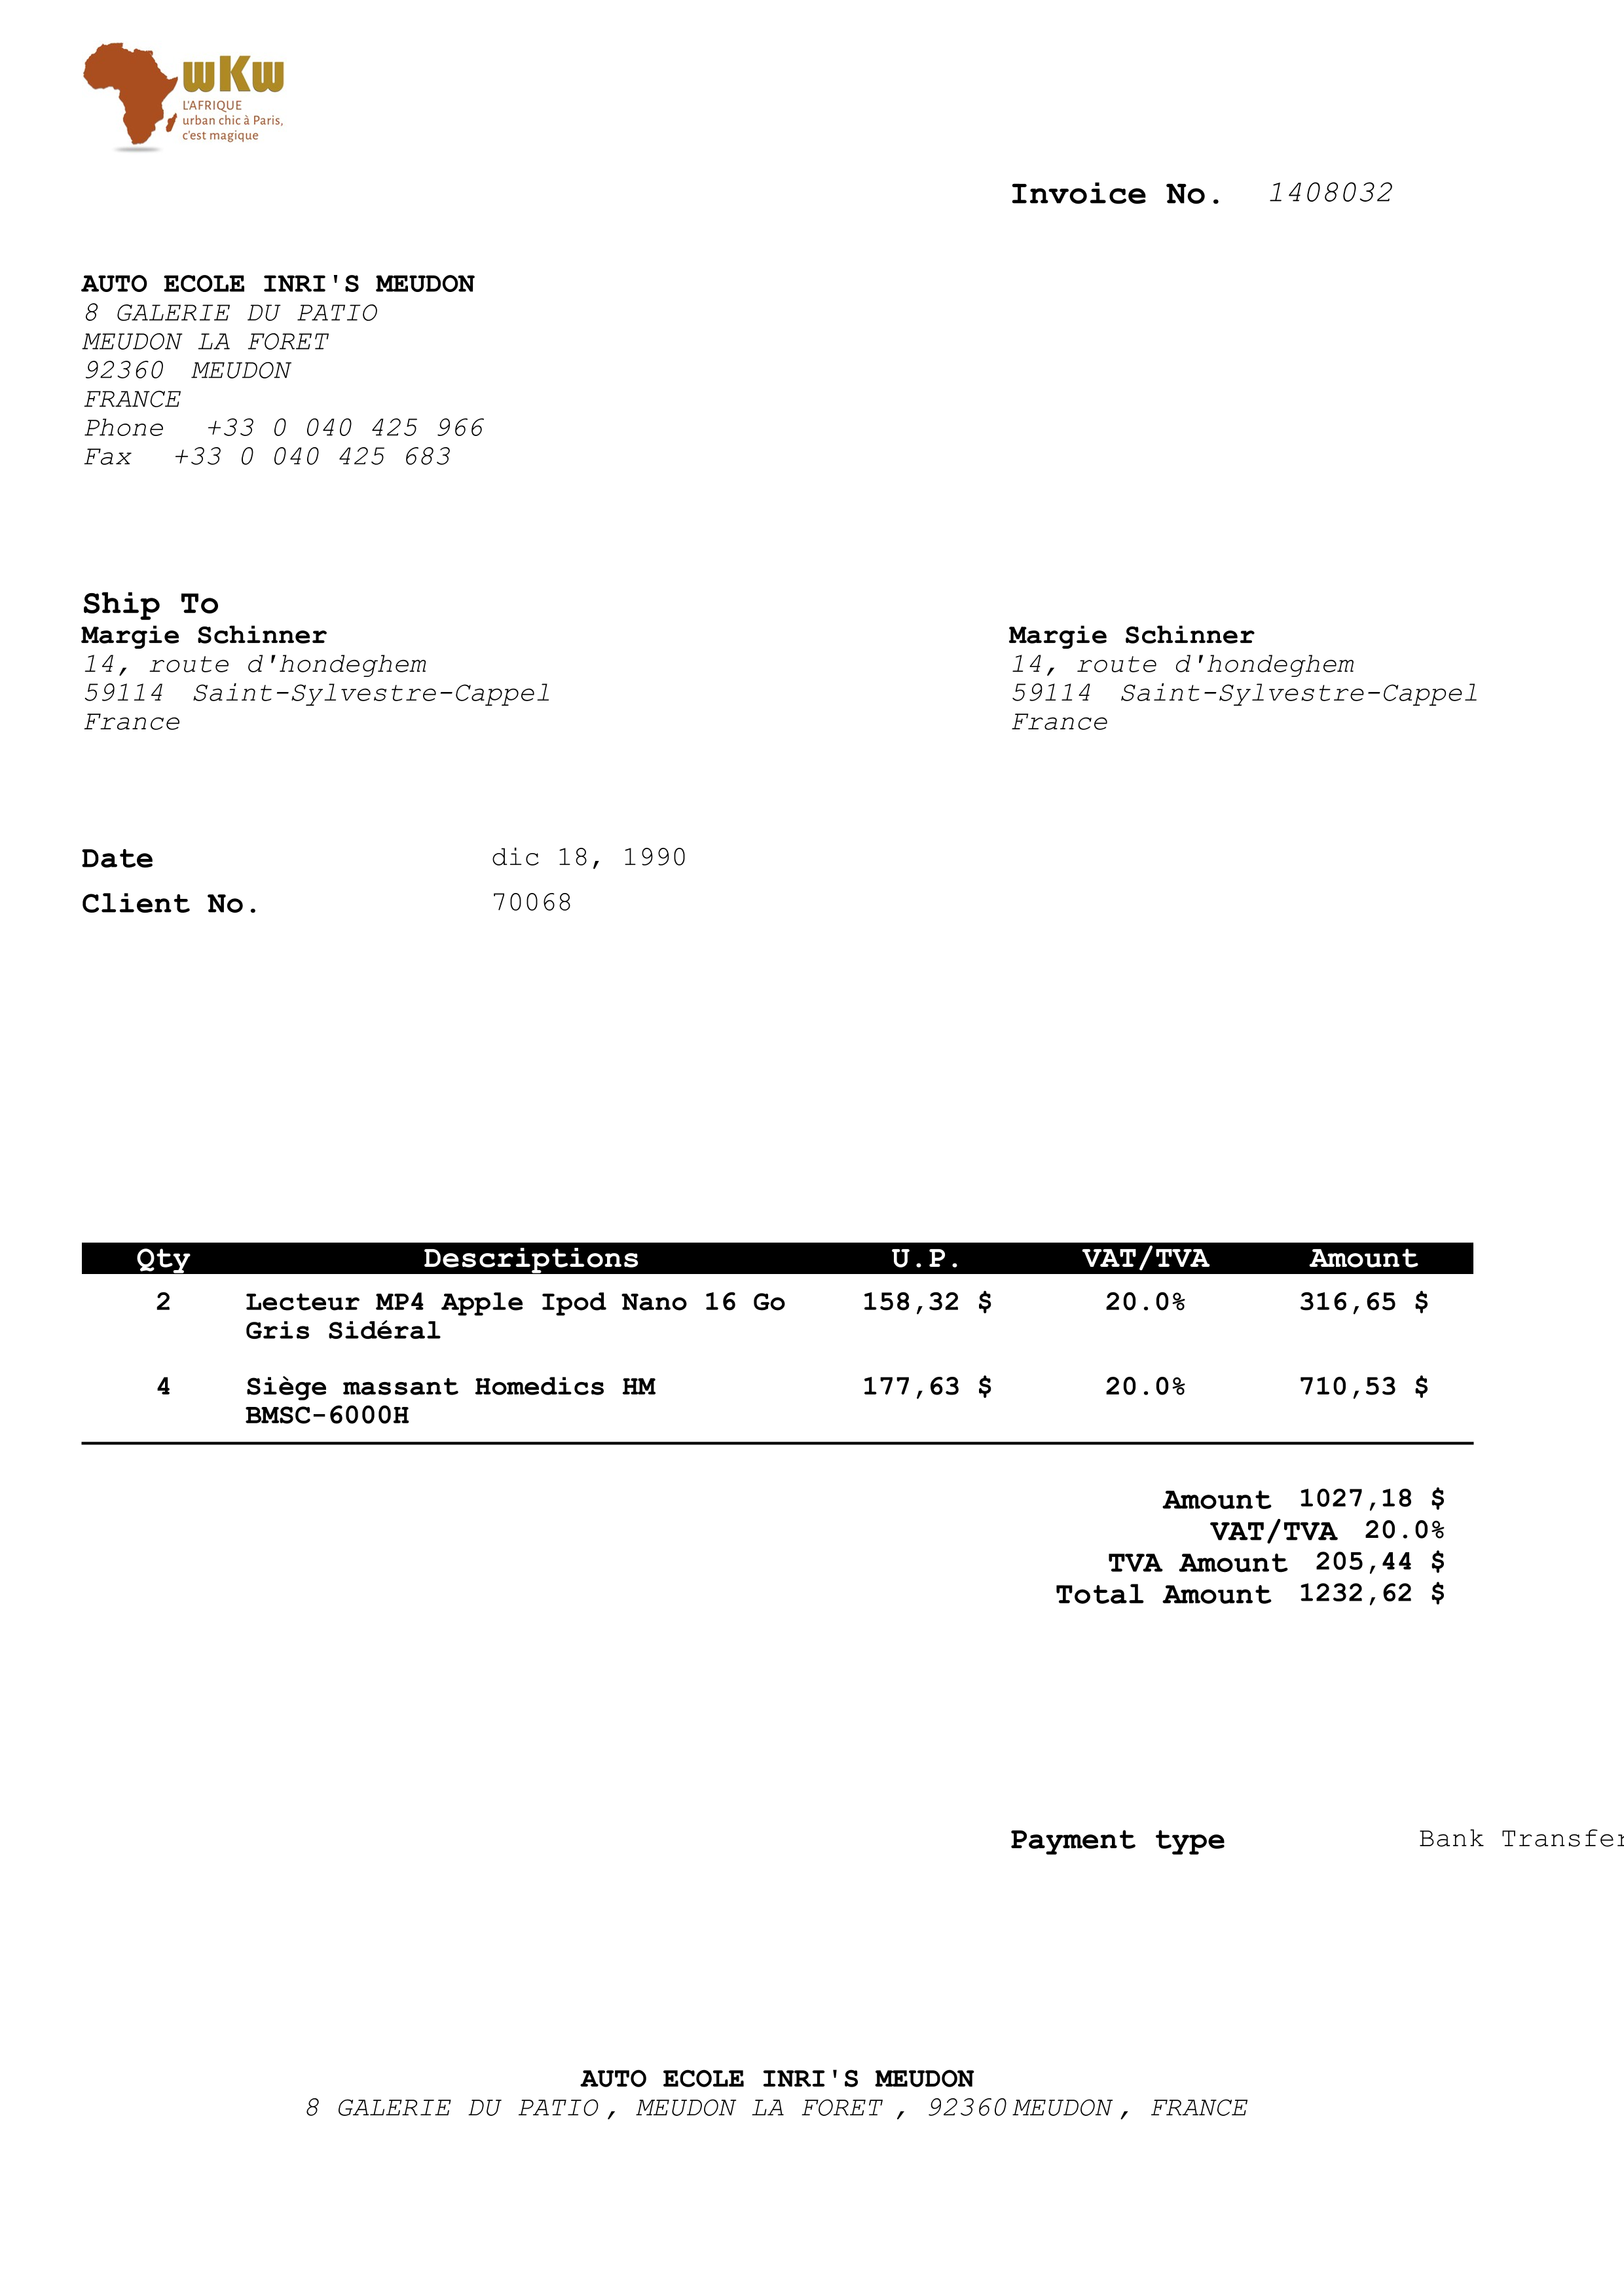 wKw
L'AFRIQUE
urban chic à Paris,
c'est magique
Invoice No. 1408032
AUTO ECOLE INRI'S MEUDON
8 GALERIE DU PATIO
MEUDON LA FORET
92360 MEUDON
FRANCE
Phone +33 0 040 425 966
Fax +33 0 040 425 683
Ship To
Margie Schinner
14, route d'hondeghem
59114 Saint-Sylvestre-Cappel
France
Margie Schinner
14, route d'hondeghem
59114 Saint-Sylvestre-Cappel
France
Date dic 18, 1990
Client No. 70068
Qty Descriptions U.P. VAT/TVA Amount
2 Lecteur MP4 Apple Ipod Nano 16 Go 158,32 $ 20.0% 316,65 $
Gris Sidéral
4 Siège massant Homedics HM 177,63 $ 20.0% 710,53 $
BMSC-6000H
Amount 1027,18 $
VAT/TVA 20.0%
TVA Amount 205,44 $
Total Amount 1232,62 $
Payment type Bank Transfer
AUTO ECOLE INRI'S MEUDON
8 GALERIE DU PATIO , MEUDON LA FORET , 92360 MEUDON , FRANCE